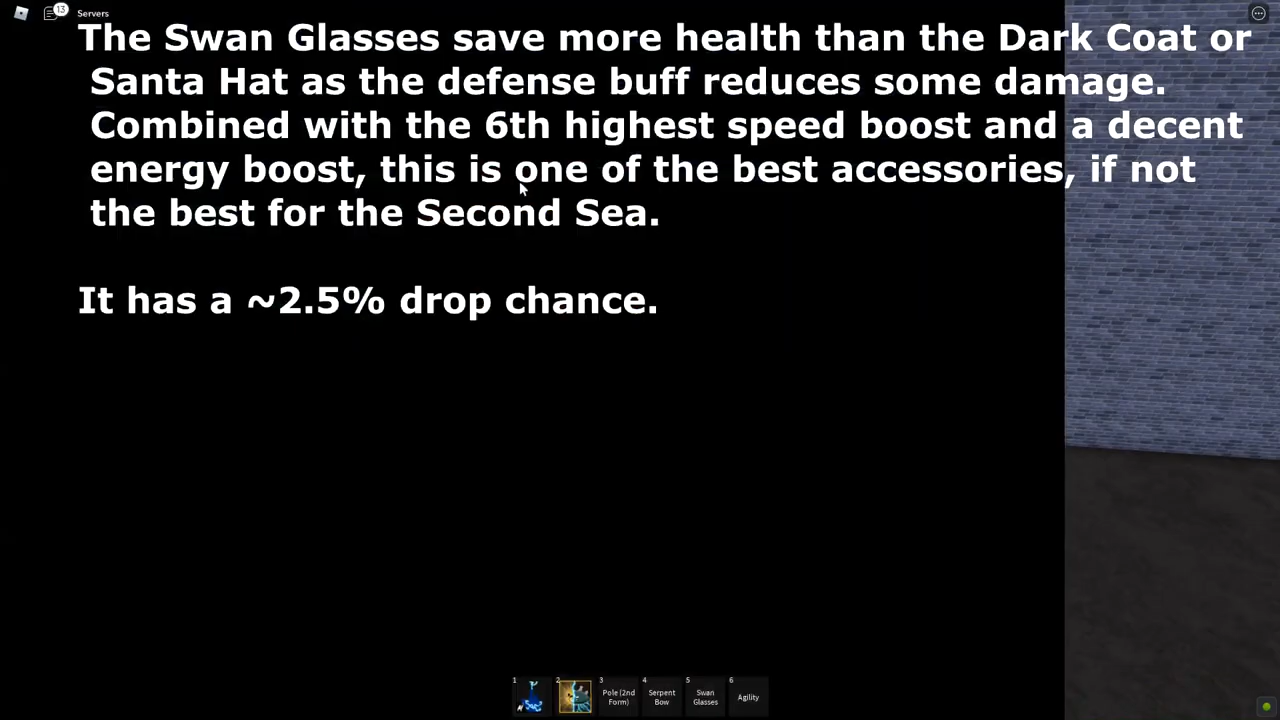 13
Servers
The Swan Glasses save more health than the Dark Coat or
Santa Hat as the defense buff reduces some damage.
Combined with the 6th highest speed boost and a decent
energy boost, this is one of the best accessories, if not
the best for the Second Sea.
It has a ~2.5% drop chance.
1
2
3
Pole (2nd
Form)
4
Serpent
Bow
5
Swan
Glasses
6
Agility